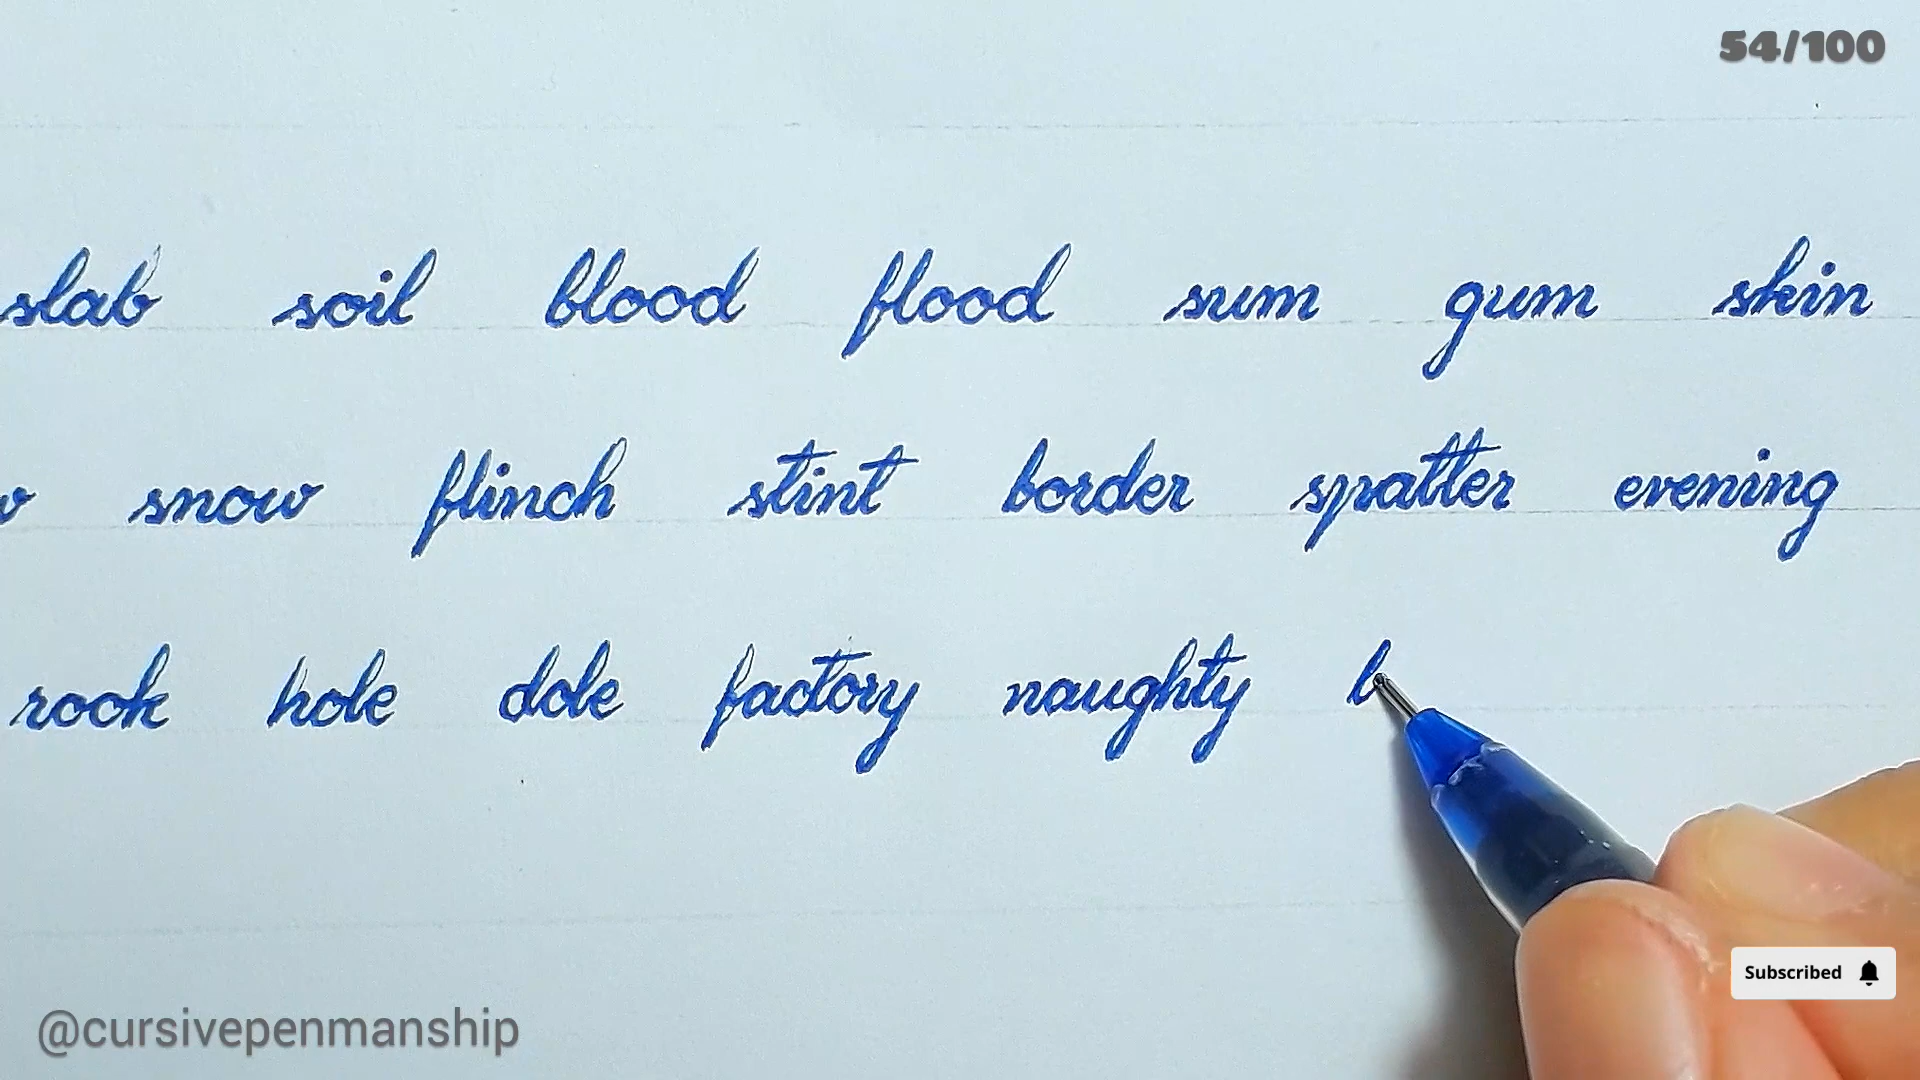 54/100
slab soil blood flood sum gum skin
snow flinch stint border spatter evening
rook hole dole factory naughty
Subscribed
@cursivepenmanship